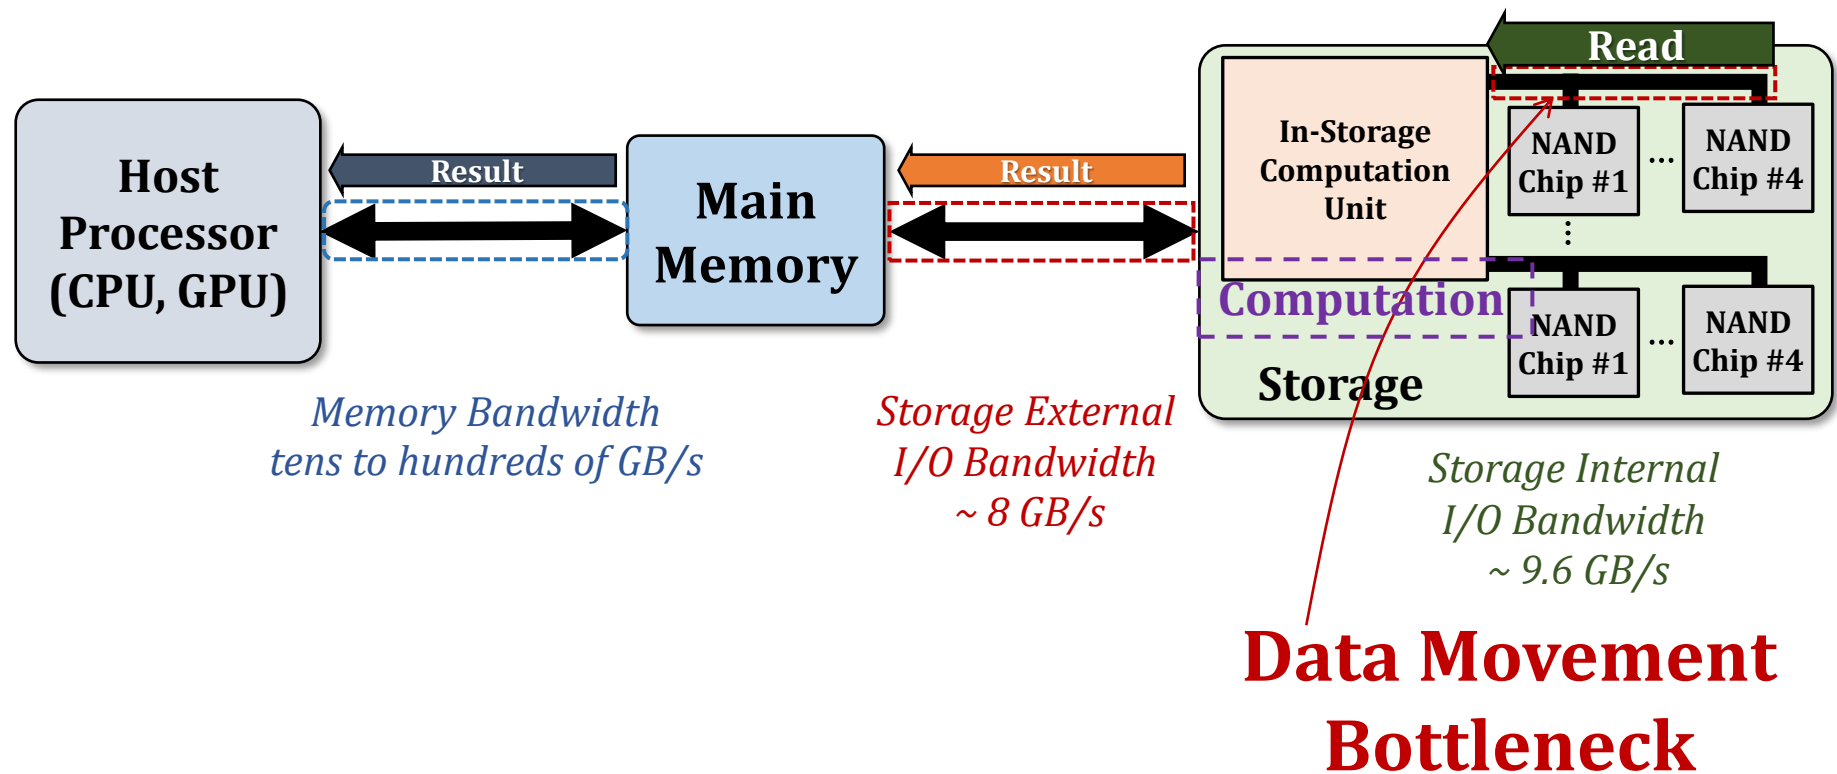 Host
Processor
(CPU, GPU)
Result
Main
Memory
Result
Read
In-Storage
Computation
Unit
NAND
Chip #1
...
NAND
Chip #4
...
Computation
NAND
Chip #1
...
NAND
Chip #4
Storage
Memory Bandwidth
tens to hundreds of GB/s
Storage External
I/O Bandwidth
~ 8 GB/s
Storage Internal
I/O Bandwidth
~ 9.6 GB/s
Data Movement
Bottleneck